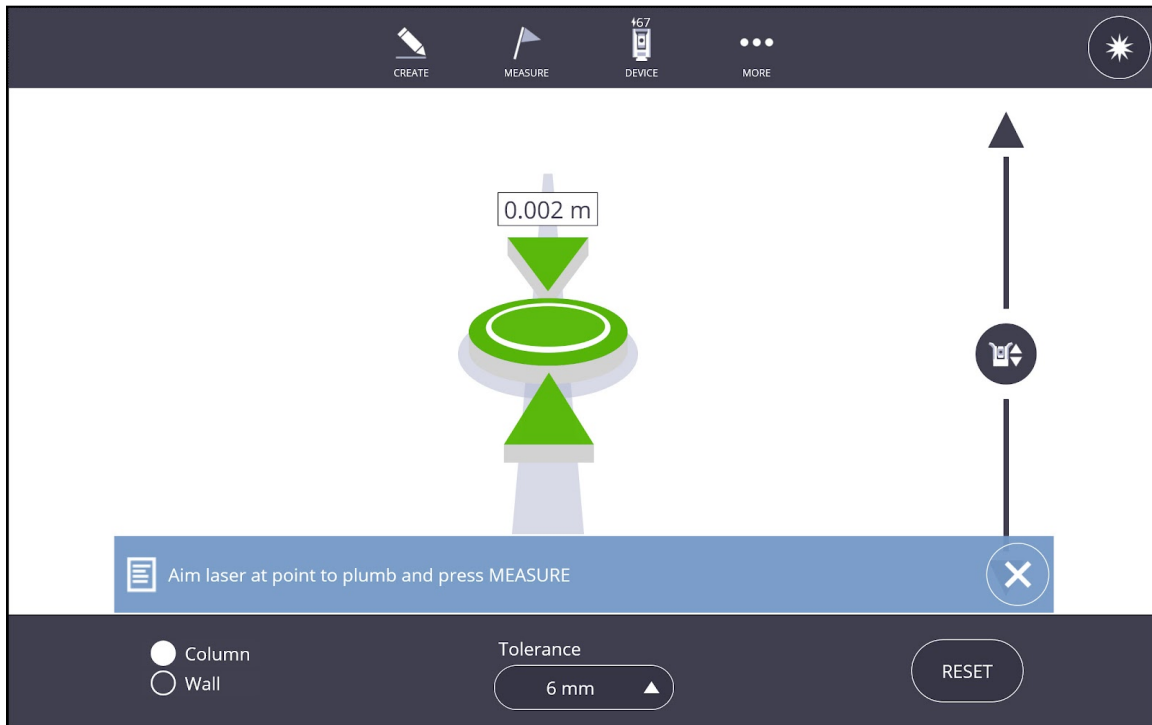 67
CREATE
MEASURE
DEVICE
MORE
0.002 m
Aim laser at point to plumb and press MEASURE
Column
Wall
Tolerance
6 mm
RESET